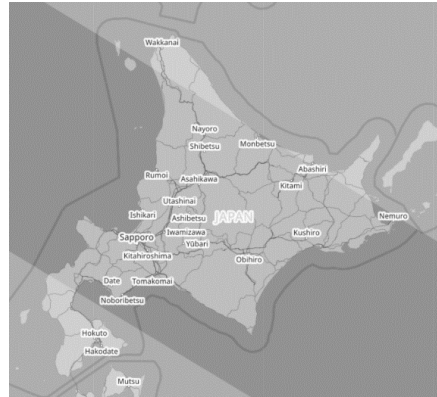 Wakkanai
Nayoro
Shibetsu
Monbetsu
Abashiri
Rumoi
Asahikawa
Kitami
Utashinai
Ishikari
Ashibetsu
JAPAN
Nemuro
Sapporo
Iwamizawa
Kushiro
Yūbari
Kitahiroshima
Obihiro
Date
Tomakomai
Noboribetsu
Hokuto
Hakodate
Mutsu